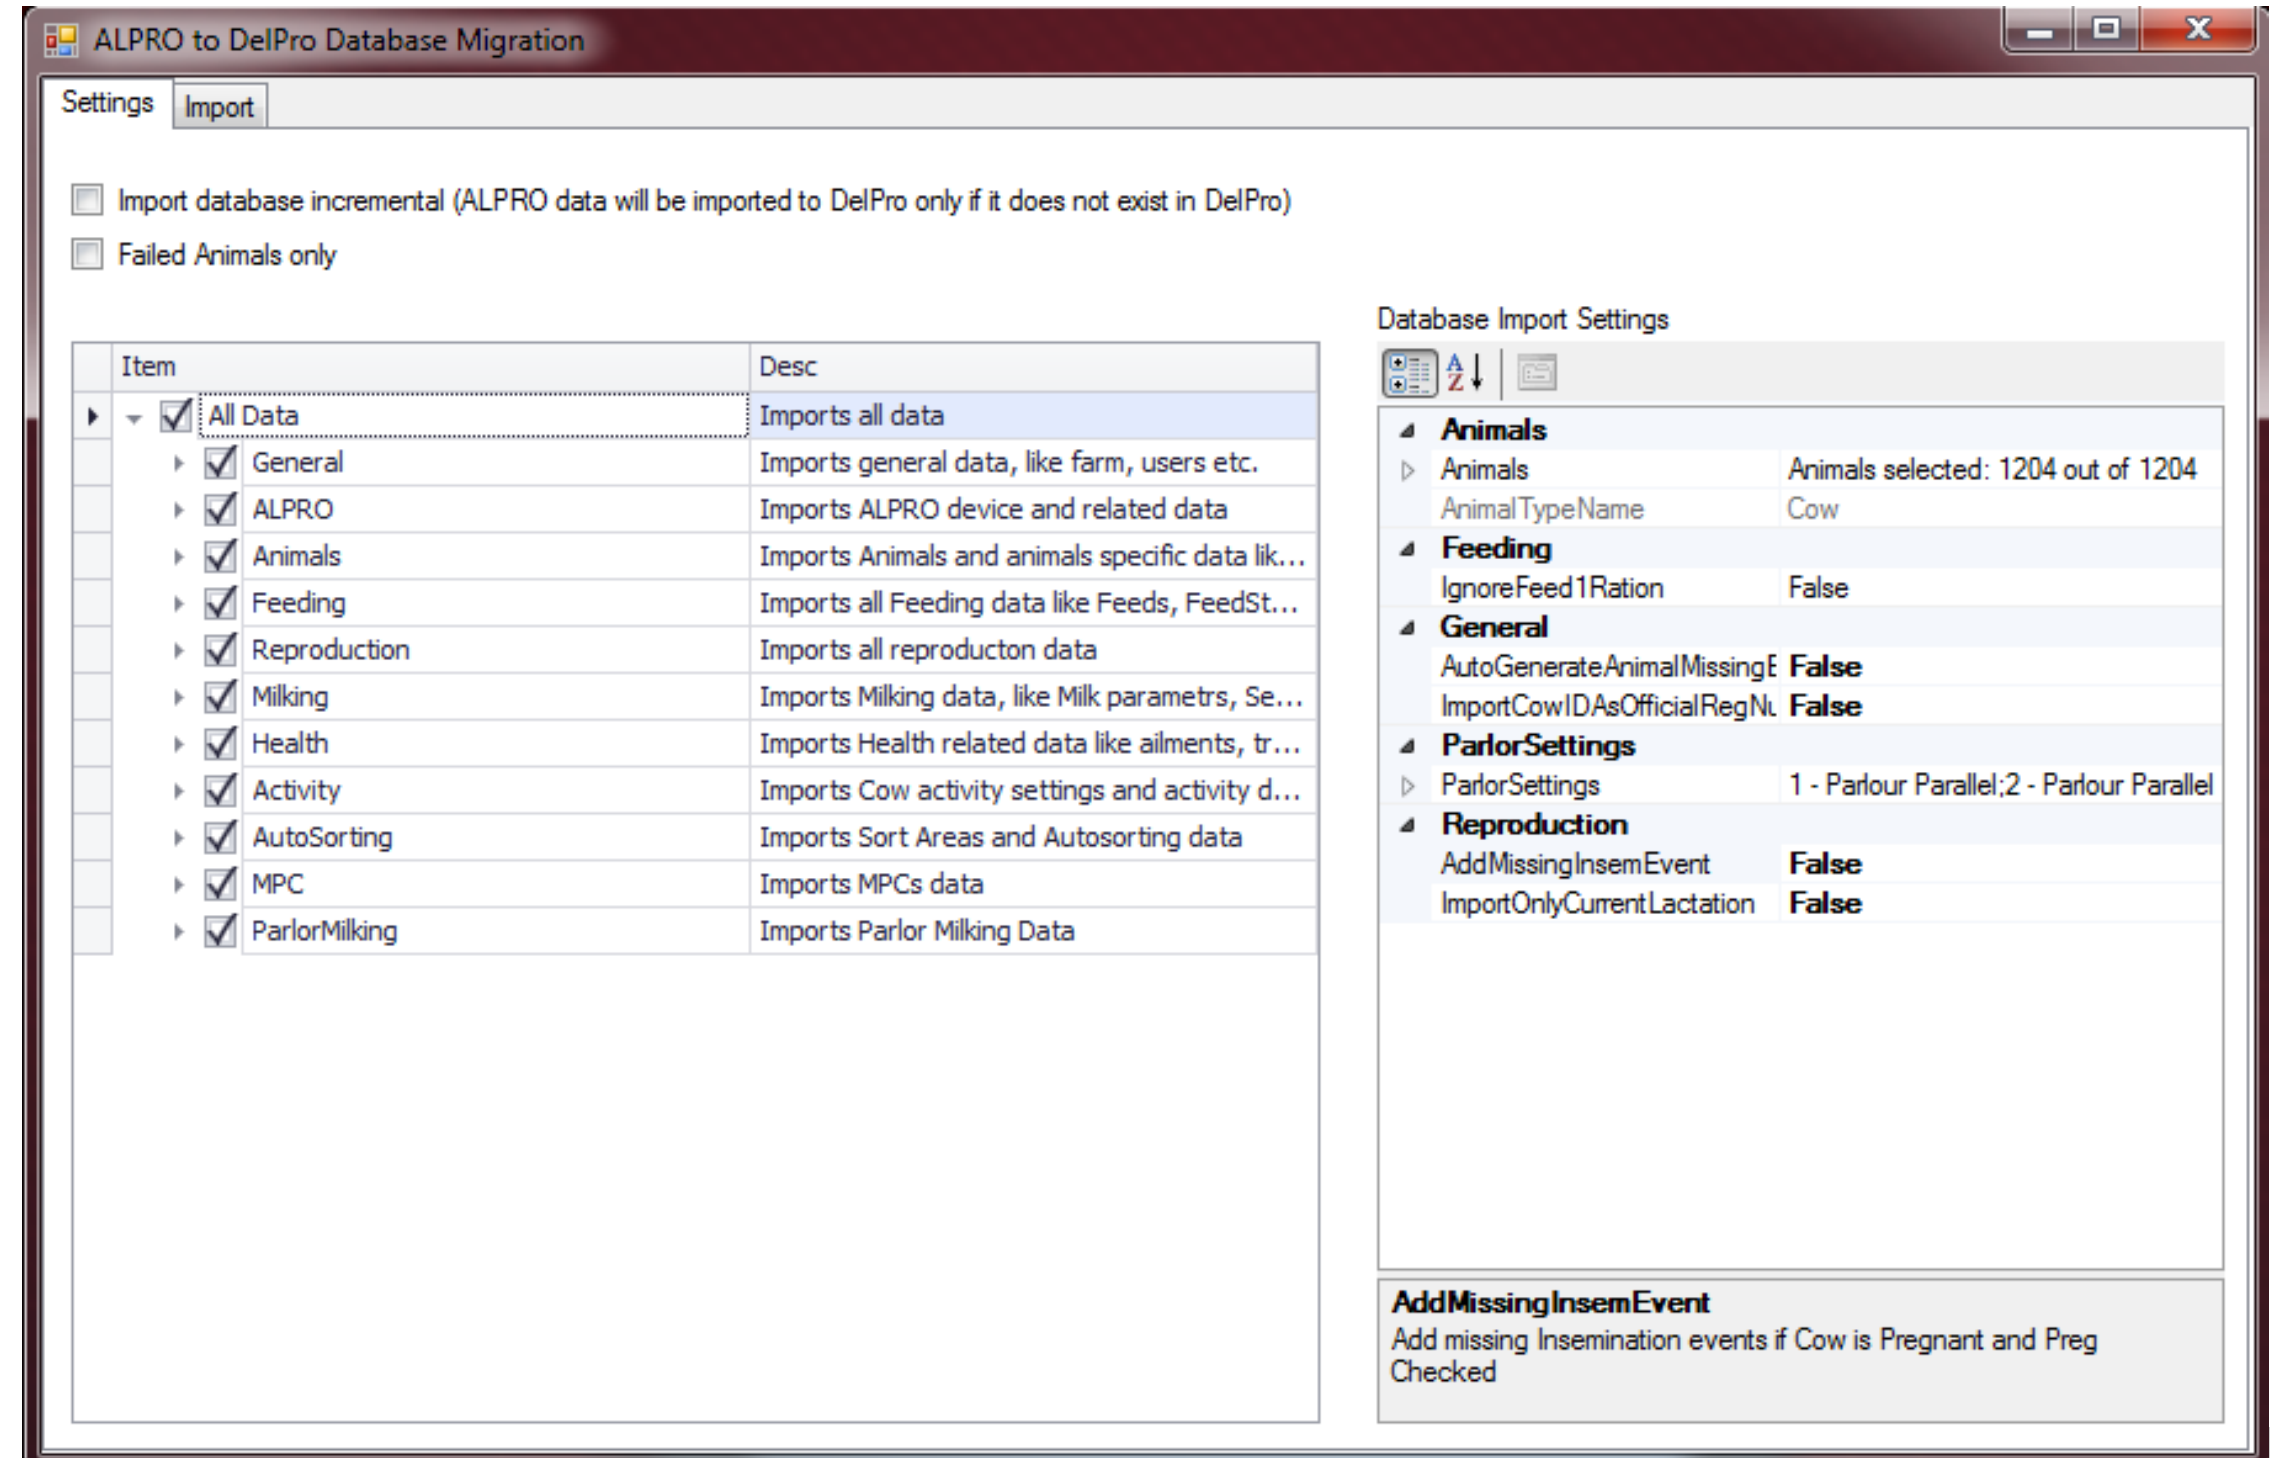 ALPRO to DelPro Database Migration
Settings Import
Import database incremental (ALPRO data will be imported to DelPro only if it does not exist in DelPro)
Failed Animals only
Item Desc
All Data Imports all data
General Imports general data, like farm, users etc.
ALPRO Imports ALPRO device and related data
Animals Imports Animals and animals specific data lik...
Feeding Imports all Feeding data like Feeds, FeedSt...
Reproduction Imports all reproducton data
Milking Imports Milking data, like Milk parametrs, Se...
Health Imports Health related data like ailments, tr...
Activity Imports Cow activity settings and activity d...
AutoSorting Imports Sort Areas and Autosorting data
MPC Imports MPCs data
ParlorMilking Imports Parlor Milking Data
Database Import Settings
Animals
Animals Animals selected: 1204 out of 1204
AnimalTypeName Cow
Feeding
IgnoreFeed1Ration False
General
AutoGenerateAnimalMissingE False
ImportCowIDAsOfficialRegNu False
ParlorSettings
ParlorSettings 1 - Parlour Parallel;2 - Parlour Parallel
Reproduction
AddMissingInsemEvent False
ImportOnlyCurrentLactation False
AddMissingInsemEvent
Add missing Insemination events if Cow is Pregnant and Preg
Checked